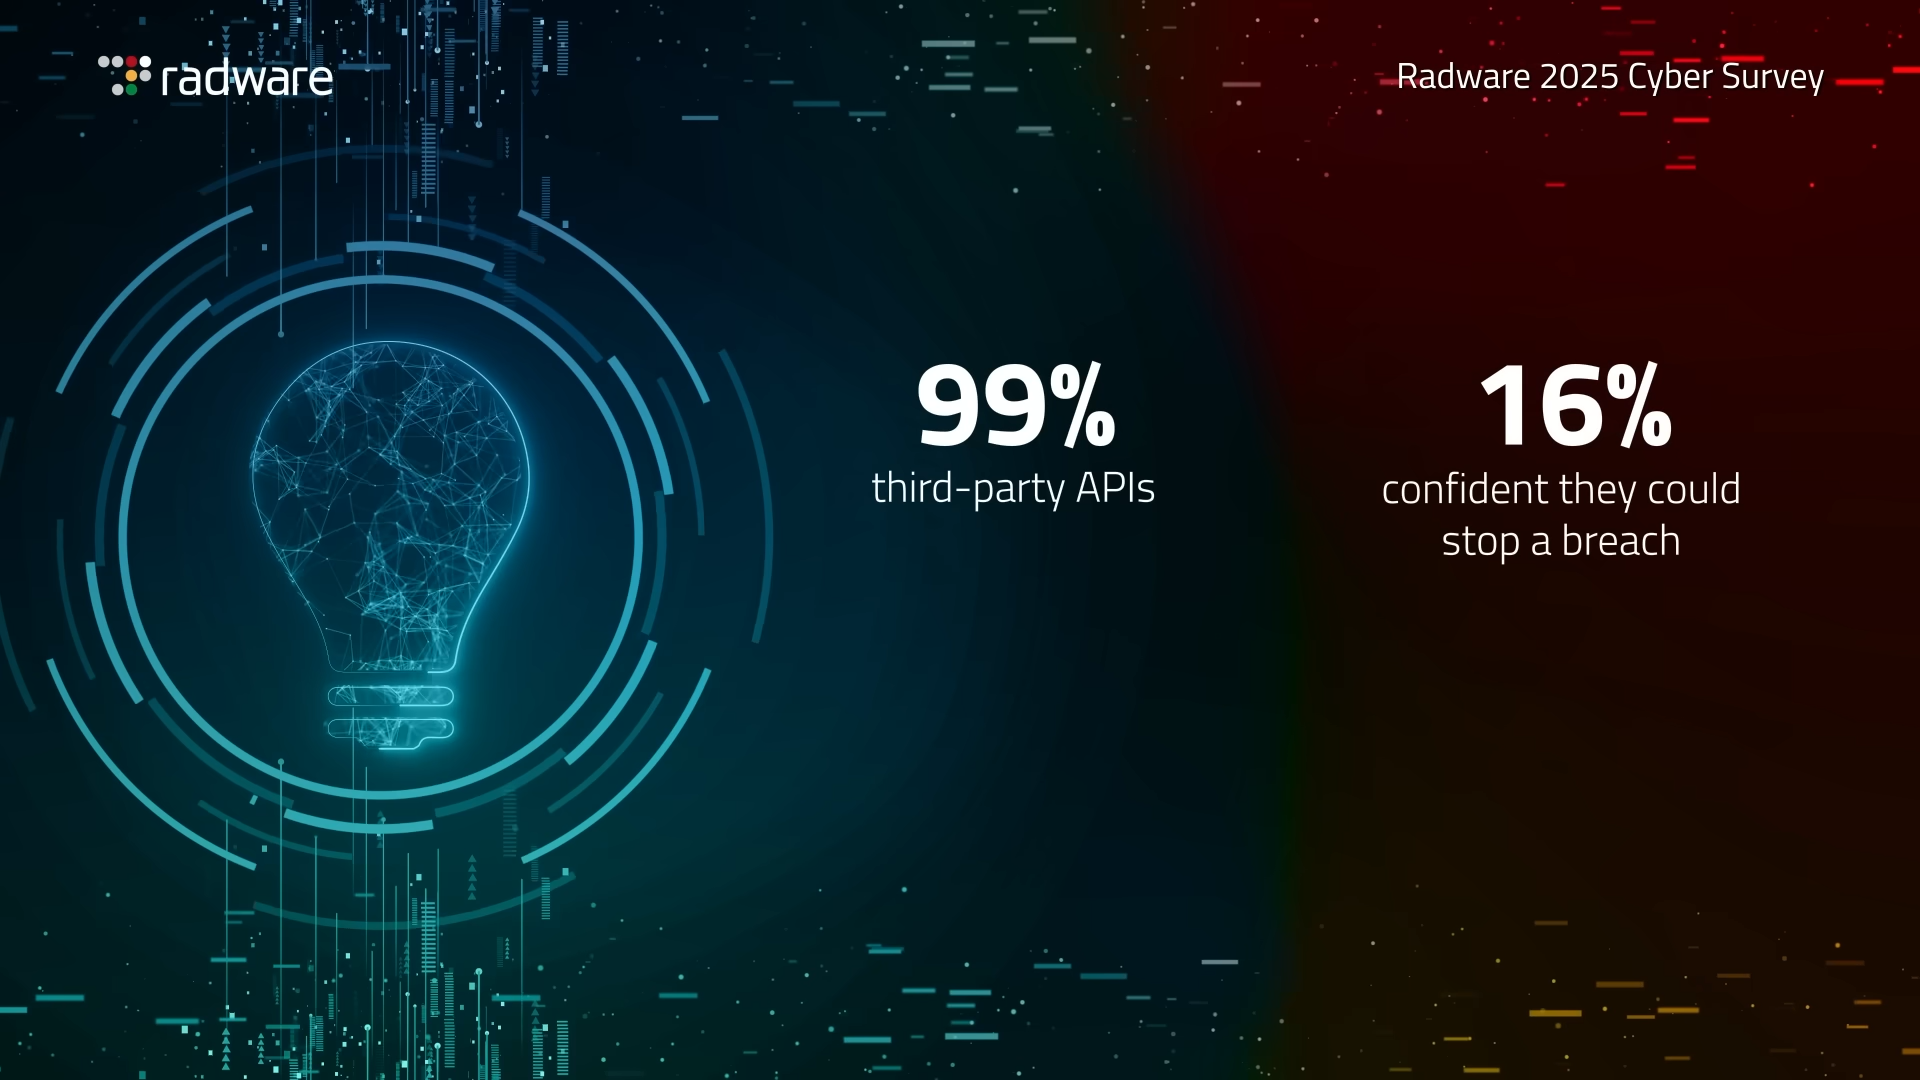 radware
Radware 2025 Cyber Survey
99%
third-party APIs
16%
confident they could
stop a breach